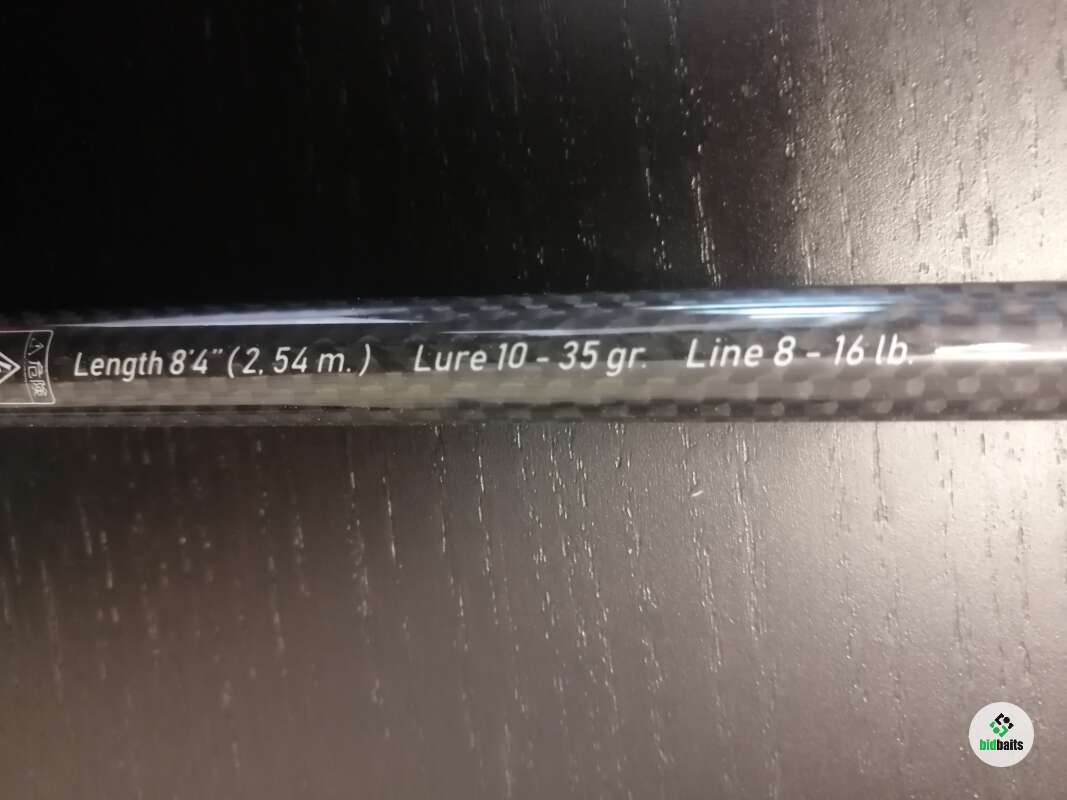 危険
Length 8'4" (2,54 m.) Lure 10 - 35 gr. Line 8 - 16 lb.
bidbaits